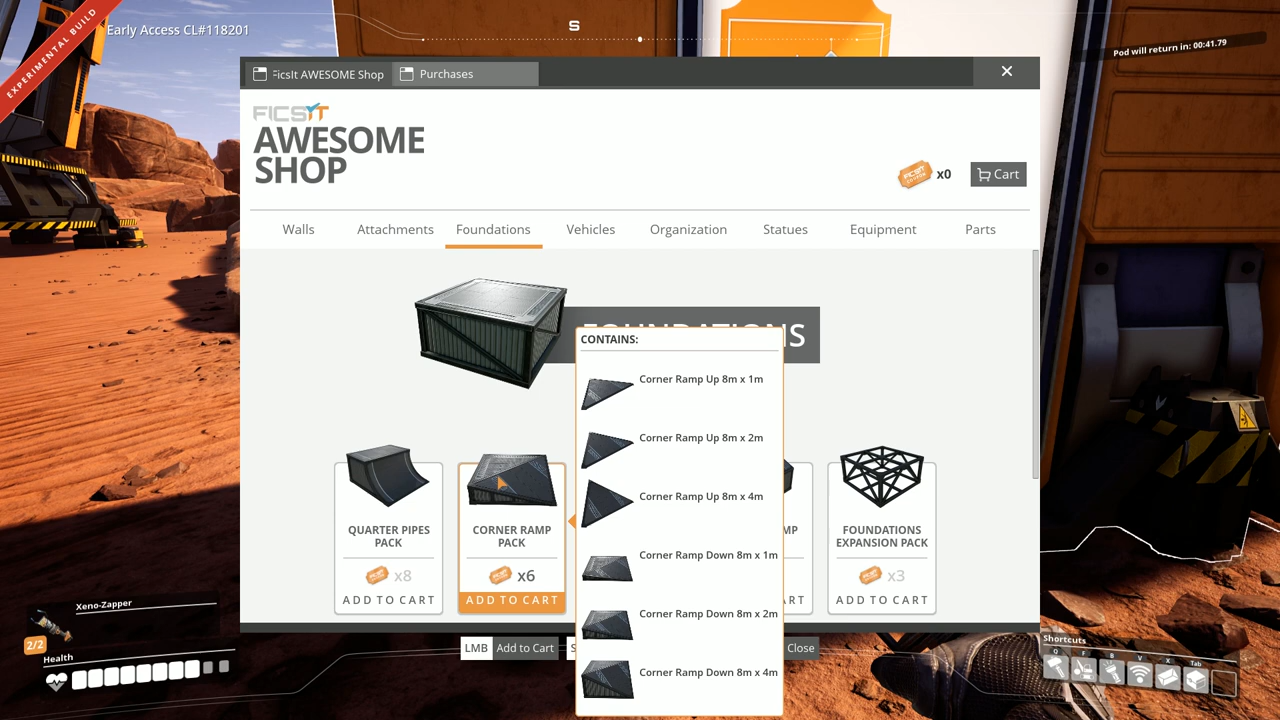 EXPERIMENTAL BUILD
Early Access CL#118201
S
Pod will return in: 00:41.79
FicsIt AWESOME Shop
Purchases
FICSIT
AWESOME
SHOP
x0
Cart
Walls
Attachments
Foundations
Vehicles
Organization
Statues
Equipment
Parts
FOUNDATIONS
CONTAINS:
Corner Ramp Up 8m x 1m
Corner Ramp Up 8m x 2m
Corner Ramp Up 8m x 4m
Corner Ramp Down 8m x 1m
Corner Ramp Down 8m x 2m
Corner Ramp Down 8m x 4m
QUARTER PIPES
PACK
x8
ADD TO CART
CORNER RAMP
PACK
x6
ADD TO CART
FOUNDATIONS
EXPANSION PACK
x3
ADD TO CART
Xeno-Zapper
2/2
Health
LMB
Add to Cart
Close
Shortcuts
Q
F
B
V
X
Tab